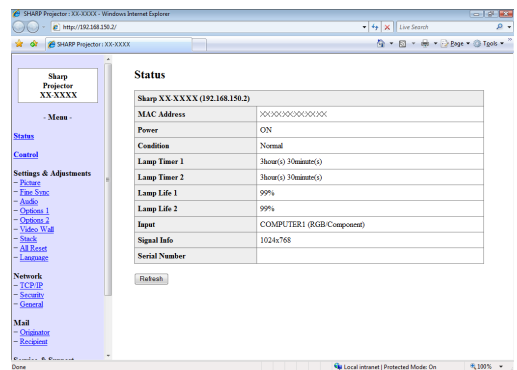 SHARP Projector : XX-XXXX - Windows Internet Explorer
http://192.168.150.2/
Live Search
SHARP Projector : XX-XXXX
Page
Tools
Sharp
Projector
XX-XXXX
- Menu -
Status
Control
Settings & Adjustments
- Picture
- Fine Sync
- Audio
- Options 1
- Options 2
- Video Wall
- Stack
- All Reset
- Language
Network
- TCP/IP
- Security
- General
Mail
- Originator
- Recipient
Service & Support
Status
Sharp XX-XXXX (192.168.150.2)
MAC Address XXXXXXXXXXXX
Power ON
Condition Normal
Lamp Timer 1 3hour(s) 30minute(s)
Lamp Timer 2 3hour(s) 30minute(s)
Lamp Life 1 99%
Lamp Life 2 99%
Input COMPUTER1 (RGB/Component)
Signal Info 1024x768
Serial Number
Refresh
Done
Local intranet | Protected Mode: On
100%